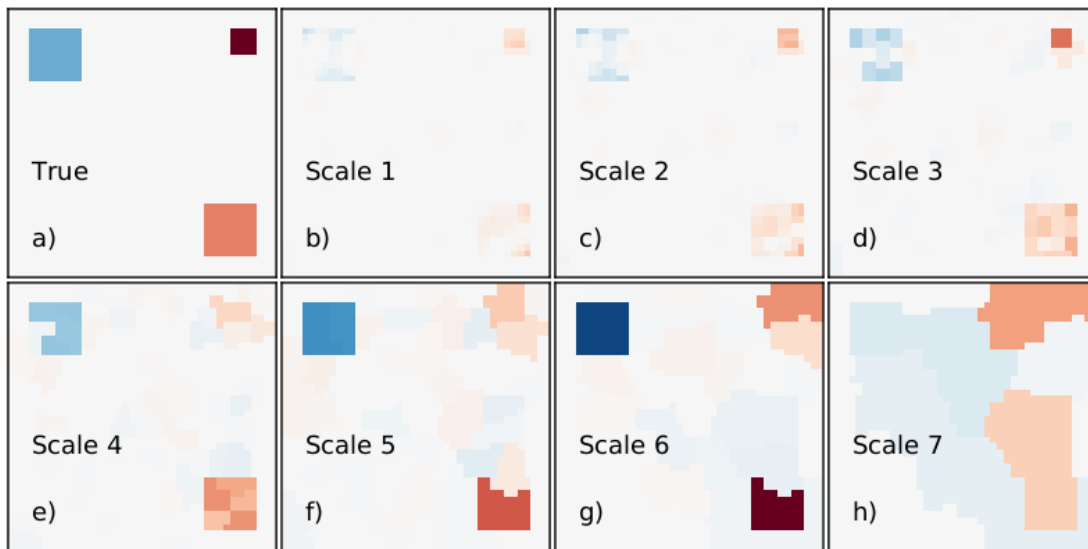 True
a)
Scale 1
b)
Scale 2
c)
Scale 3
d)
Scale 4
e)
Scale 5
f)
Scale 6
g)
Scale 7
h)